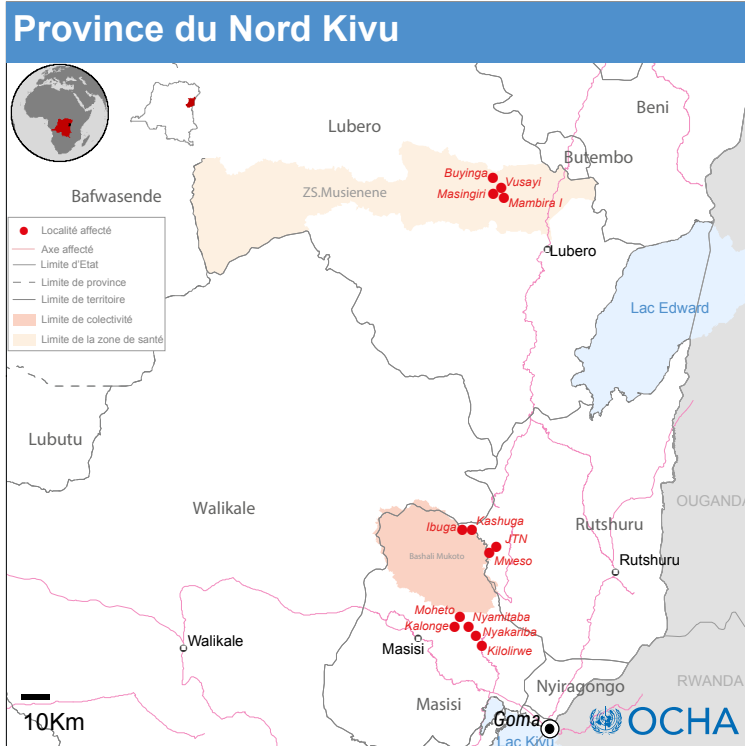 Province du Nord Kivu
Beni
Lubero
Butembo
Buyinga
Vusayi
Bafwasende
ZS.Musienene
Masingiri
Mambira I
Localité affecté
Axe affecté
Limite d'Etat
Limite de province
Limite de territoire
Limite de colectivité
Limite de la zone de santé
Lubero
Lac Edward
Lubutu
Walikale
OUGANDA
Ibuga
Kashuga
Rutshuru
JTN
Bashali Mukoto
Mweso
Rutshuru
Moheto
Nyamitaba
Kalonge
Nyakariba
Walikale
Masisi
Kilolirwe
Nyiragongo
RWANDA
Masisi
10Km
Goma
OCHA
Lac Kivu